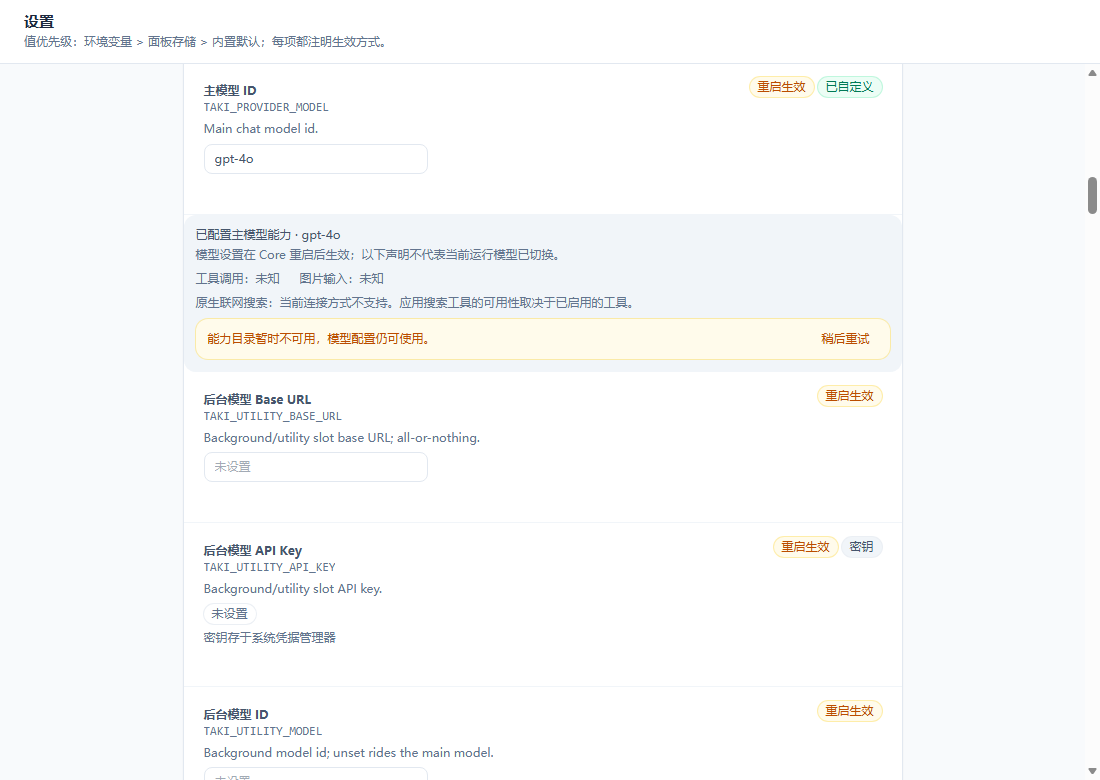 设置
值优先级：环境变量 > 面板存储 > 内置默认；每项都注明生效方式。
主模型 ID
重启生效
已自定义
TAKI_PROVIDER_MODEL
Main chat model id.
gpt-4o
已配置主模型能力 · gpt-4o
模型设置在 Core 重启后生效；以下声明不代表当前运行模型已切换。
工具调用：未知 图片输入：未知
原生联网搜索：当前连接方式不支持。应用搜索工具的可用性取决于已启用的工具。
能力目录暂时不可用，模型配置仍可使用。
稍后重试
后台模型 Base URL
重启生效
TAKI_UTILITY_BASE_URL
Background/utility slot base URL; all-or-nothing.
未设置
后台模型 API Key
重启生效
密钥
TAKI_UTILITY_API_KEY
Background/utility slot API key.
未设置
密钥存于系统凭据管理器
后台模型 ID
重启生效
TAKI_UTILITY_MODEL
Background model id; unset rides the main model.
未设置